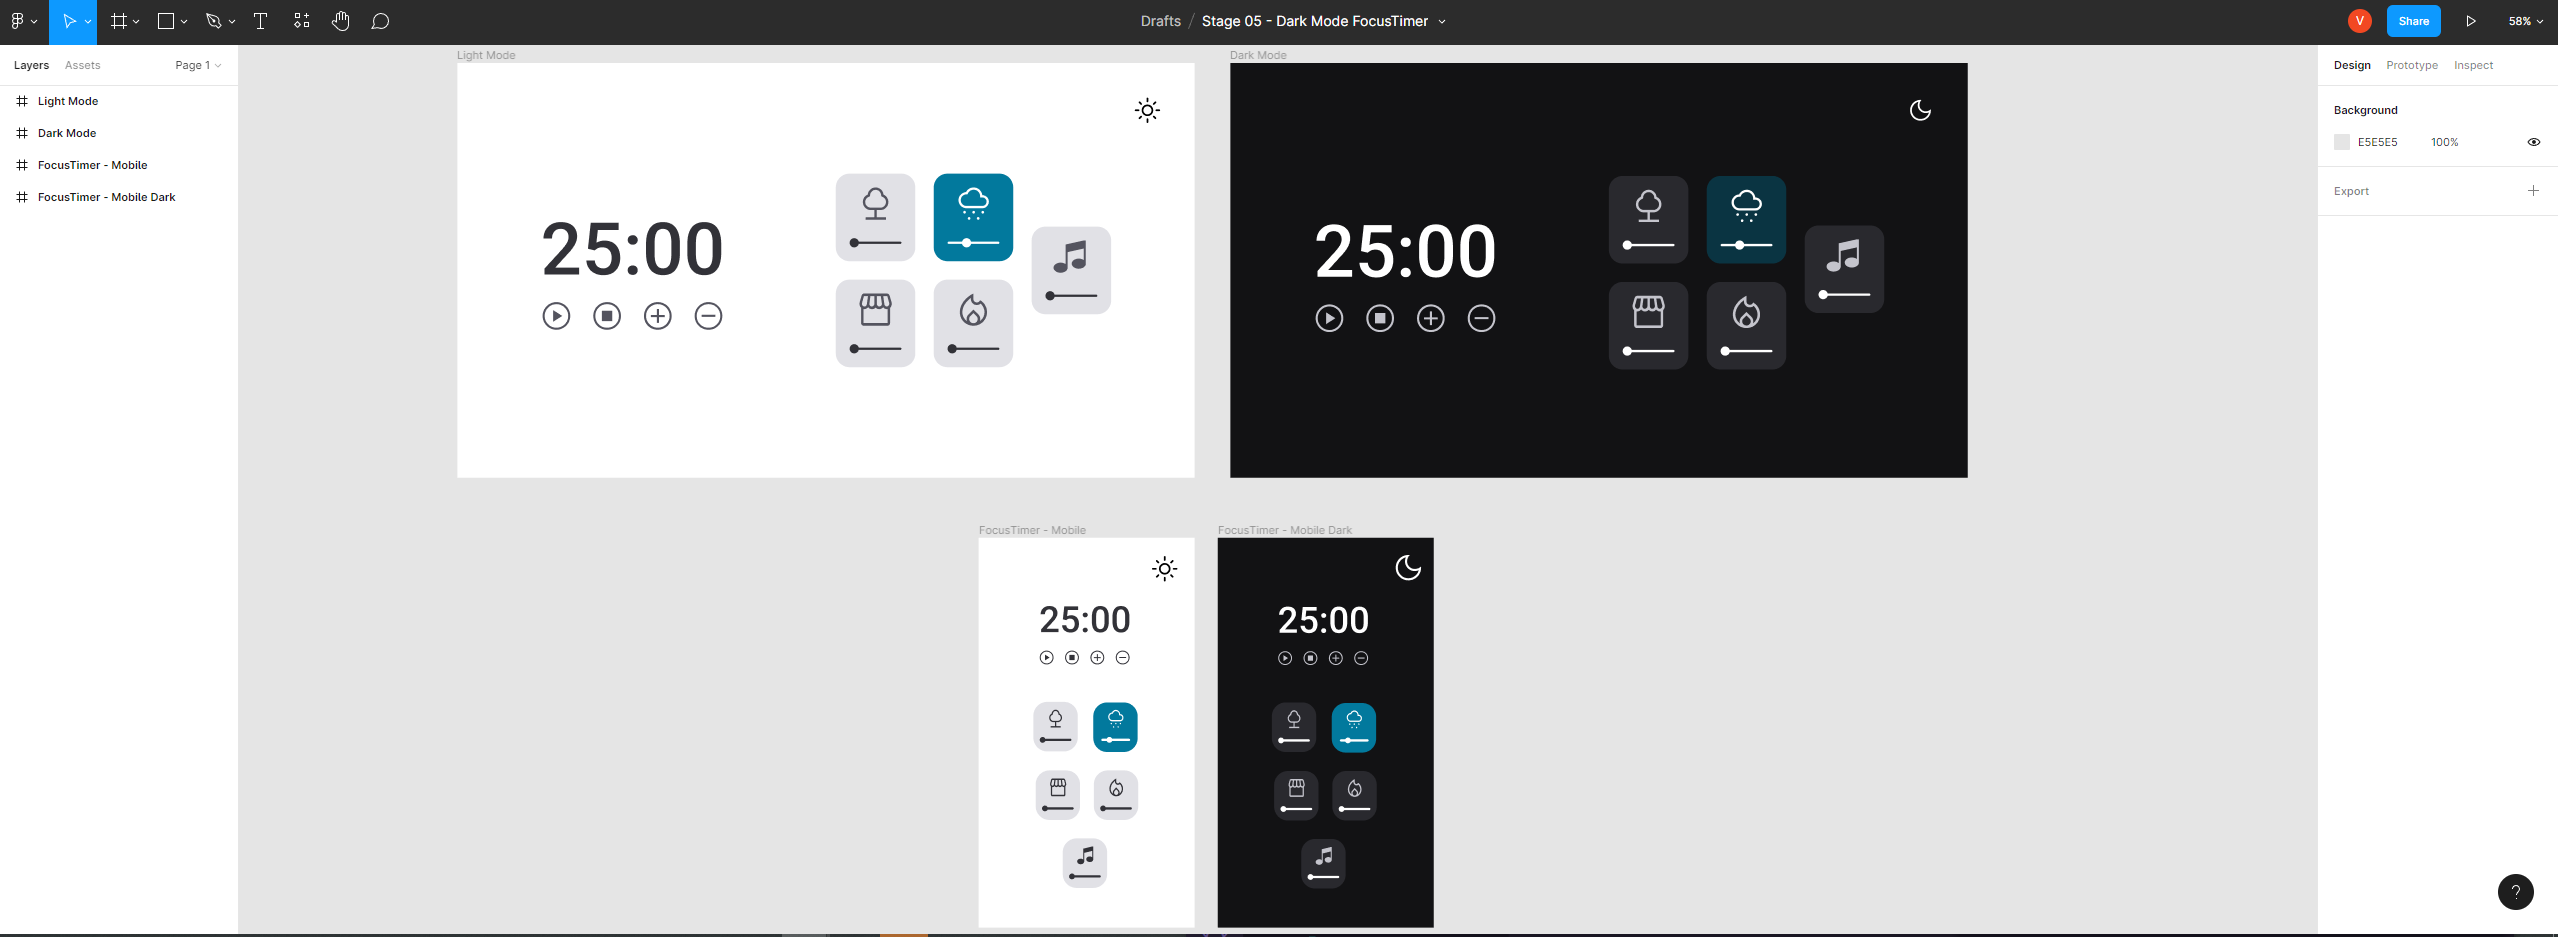 Drafts / Stage 05 - Dark Mode FocusTimer
V
Share
58%
Layers
Assets
Page 1
Light Mode
Dark Mode
FocusTimer - Mobile
FocusTimer - Mobile Dark
Light Mode
25:00
Dark Mode
25:00
FocusTimer - Mobile
25:00
FocusTimer - Mobile Dark
25:00
Design
Prototype
Inspect
Background
E5E5E5
100%
Export
?